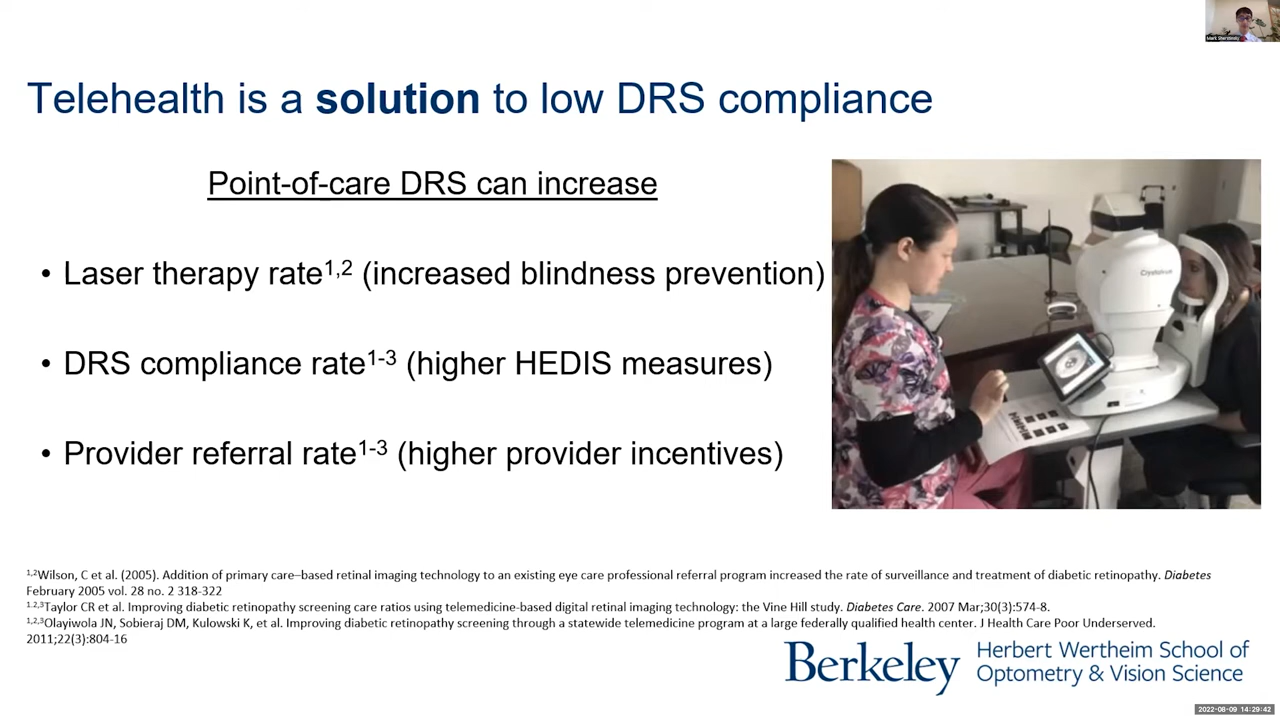 Mark Sherstinsky
Telehealth is a solution to low DRS compliance
Point-of-care DRS can increase
• Laser therapy rate1,2 (increased blindness prevention)
• DRS compliance rate1-3 (higher HEDIS measures)
• Provider referral rate1-3 (higher provider incentives)
Crystalvue
1,2Wilson, C et al. (2005). Addition of primary care–based retinal imaging technology to an existing eye care professional referral program increased the rate of surveillance and treatment of diabetic retinopathy. Diabetes
February 2005 vol. 28 no. 2 318-322
1.2,3Taylor CR et al. Improving diabetic retinopathy screening care ratios using telemedicine-based digital retinal imaging technology: the Vine Hill study. Diabetes Care. 2007 Mar;30(3):574-8.
1,2,3Olayiwola JN, Sobieraj DM, Kulowski K, et al. Improving diabetic retinopathy screening through a statewide telemedicine program at a large federally qualified health center. J Health Care Poor Underserved.
2011;22(3):804-16
Berkeley
Herbert Wertheim School of
Optometry & Vision Science
2022-08-09 14:29:42